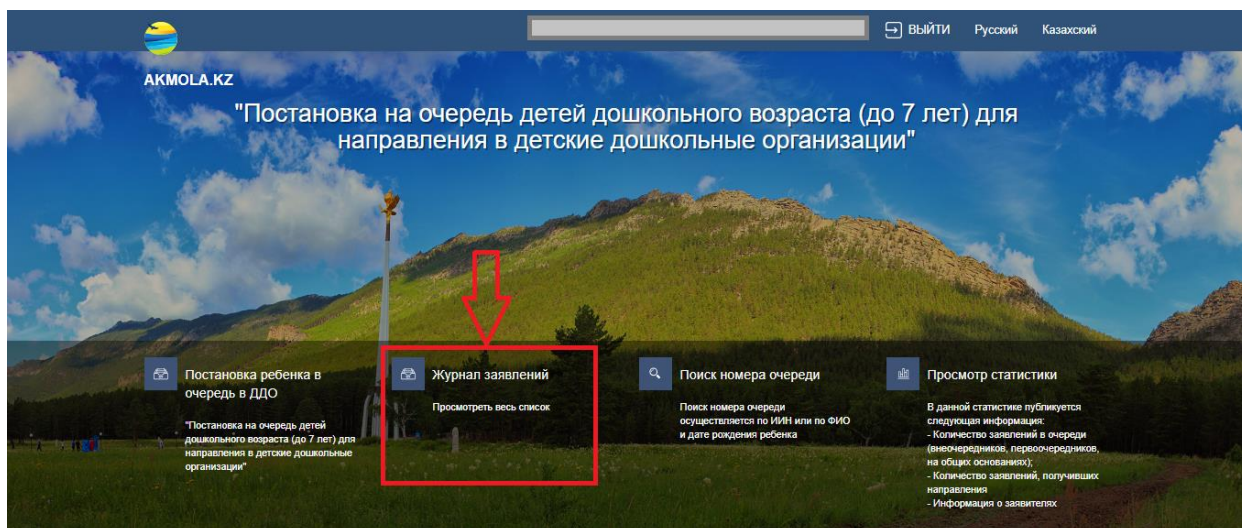 ВЫЙТИ Русский Казахский
AKMOLA.KZ
"Постановка на очередь детей дошкольного возраста (до 7 лет) для
направления в детские дошкольные организации"
Постановка ребенка в
очередь в ДДО
"Постановка на очередь детей
дошкольного возраста (до 7 лет) для
направления в детские дошкольные
организации"
Журнал заявлений
Просмотреть весь список
Поиск номера очереди
Поиск номера очереди
осуществляется по ИИН или по ФИО
и дате рождения ребенка
Просмотр статистики
В данной статистике публикуется
следующая информация:
- Количество заявлений в очереди
(внеочередников, первоочередников,
на общих основаниях);
- Количество заявлений, получивших
направления
- Информация о заявителях